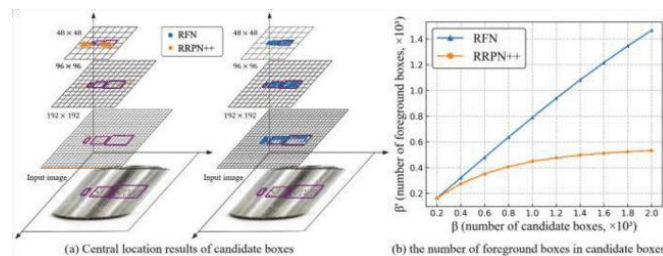 48 × 48
96 × 96
192 × 192
Input image
RFN
RRPN++
48 × 48
96 × 96
192 × 192
Input image
(a) Central location results of candidate boxes
β' (number of foreground boxes, ×10³)
1.4
1.2
1.0
0.8
0.6
0.4
0.2
RFN
RRPN++
0.2 0.4 0.6 0.8 1.0 1.2 1.4 1.6 1.8 2.0
β (number of candidate boxes, ×10³)
(b) the number of foreground boxes in candidate boxes